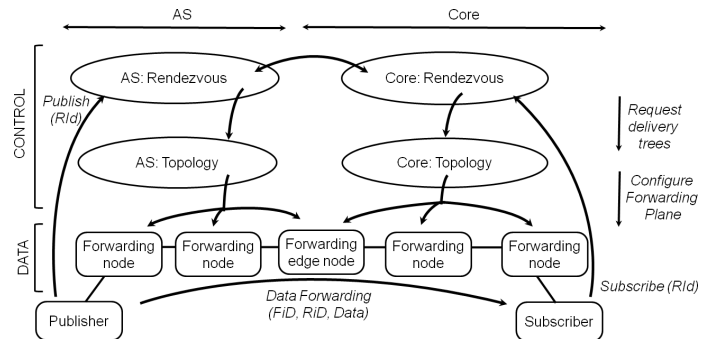 AS
Core
CONTROL
AS: Rendezvous
Core: Rendezvous
Publish
(RId)
Request
delivery
trees
AS: Topology
Core: Topology
Configure
Forwarding
Plane
DATA
Forwarding
node
Forwarding
node
Forwarding
edge node
Forwarding
node
Forwarding
node
Data Forwarding
(FiD, RiD, Data)
Subscribe (RId)
Publisher
Subscriber